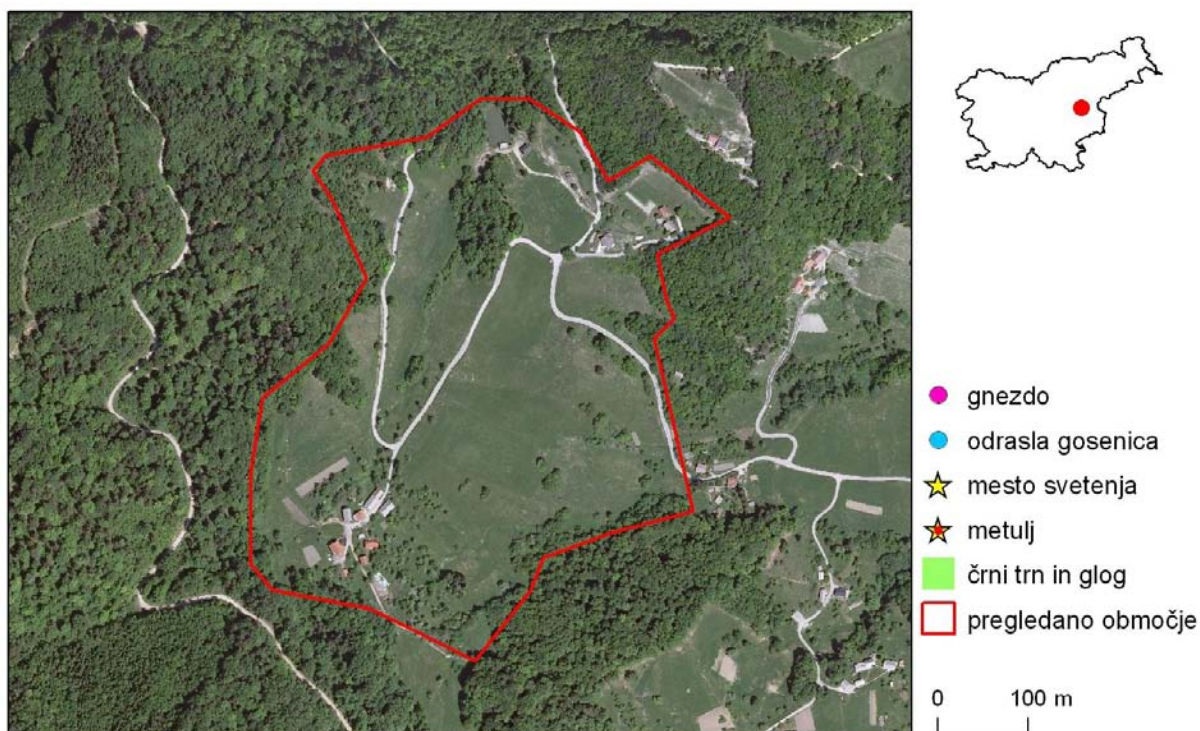 gnezdo
odrasla gosenica
mesto svetenja
metulj
črni trn in glog
pregledano območje
0 100 m